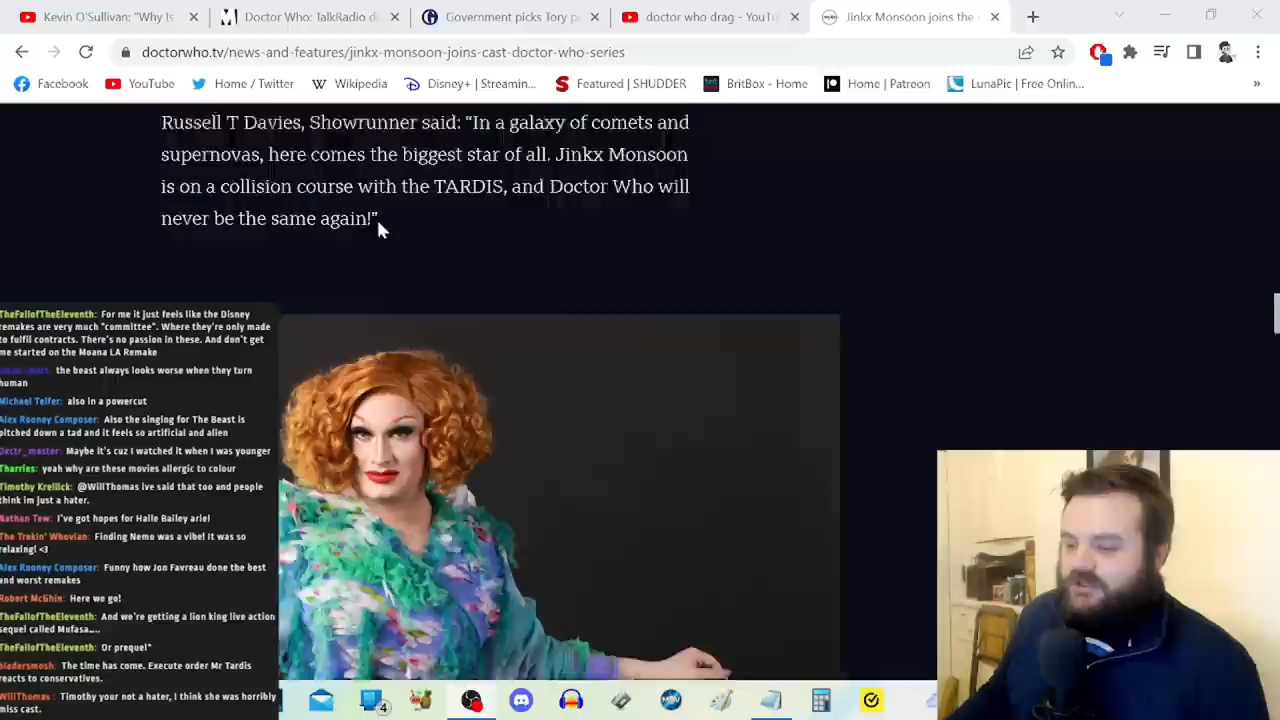 Kevin O'Sullivan: "Why Is
Doctor Who: TalkRadio di
Government picks Tory p
doctor who drag - YouTu
Jinkx Monsoon joins the
doctorwho.tv/news-and-features/jinkx-monsoon-joins-cast-doctor-who-series
Facebook
YouTube
Home / Twitter
Wikipedia
Disney+ | Streamin...
Featured | SHUDDER
BritBox - Home
Home | Patreon
LunaPic | Free Onlin...
»
Russell T Davies, Showrunner said: “In a galaxy of comets and
supernovas, here comes the biggest star of all. Jinkx Monsoon
is on a collision course with the TARDIS, and Doctor Who will
never be the same again!”
TheFallofTheEleventh: For me it just feels like the Disney
remakes are very much "committee". Where they're only made
to fulfil contracts. There's no passion in these. And don't get
me started on the Moana LA Remake
the beast always looks worse when they turn
human
Michael Telfer: also in a powercut
Alex Rooney Composer: Also the singing for The Beast is
pitched down a tad and it feels so artificial and alien
Dxctr_master: Maybe it's cuz I watched it when I was younger
Tharries: yeah why are these movies allergic to colour
Timothy Krellick: @WillThomas Ive said that too and people
think im just a hater.
Nathan Tew: I've got hopes for Halle Bailey ariel
The Trekin' Whovian: Finding Nemo was a vibe! It was so
relaxing! <3
Alex Rooney Composer: Funny how Jon Favreau done the best
and worst remakes
Robert McGhin: Here we go!
TheFallofTheEleventh: And we're getting a lion king live action
sequel called Mufasa....
TheFallofTheEleventh: Or prequel*
bladersmosh: The time has come. Execute order Mr Tardis
reacts to conservatives.
WillThomas: Timothy your not a hater, I think she was horribly
miss cast.
4